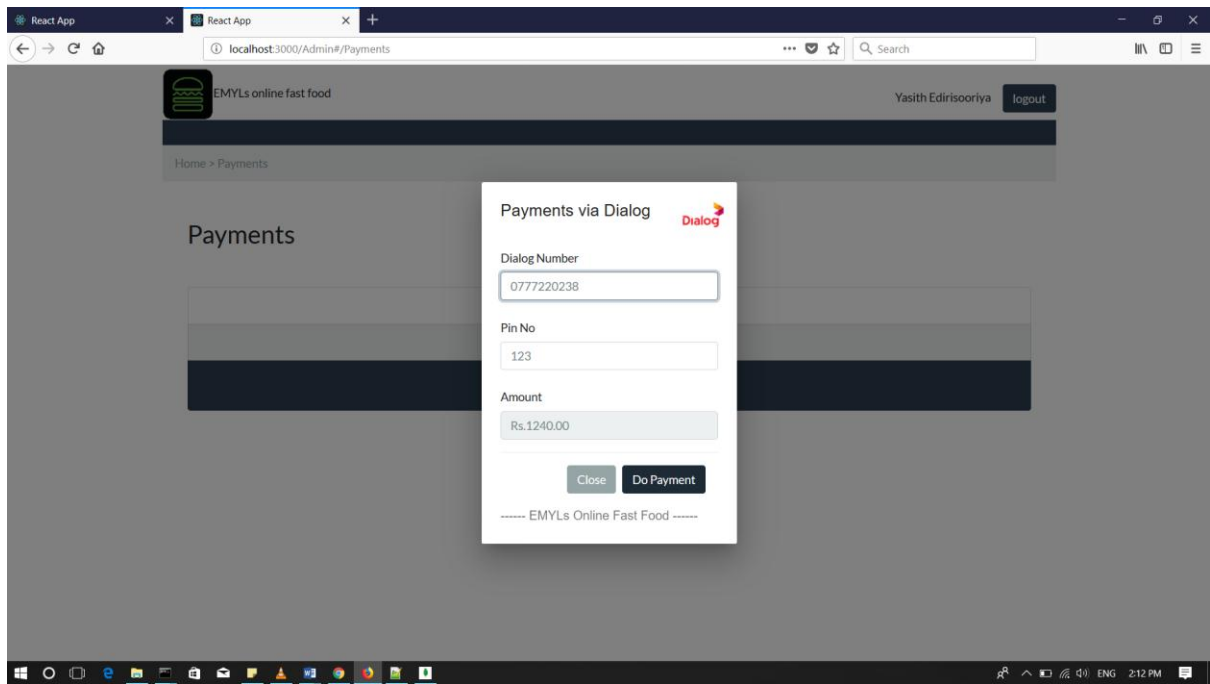 React App
React App
localhost:3000/Admin#/Payments
Search
EMYLs online fast food
Yasith Edirisooriya
logout
Home > Payments
Payments
Payments via Dialog
Dialog
Dialog Number
0777220238
Pin No
123
Amount
Rs.1240.00
Close
Do Payment
------ EMYLs Online Fast Food ------
ENG
2:12 PM